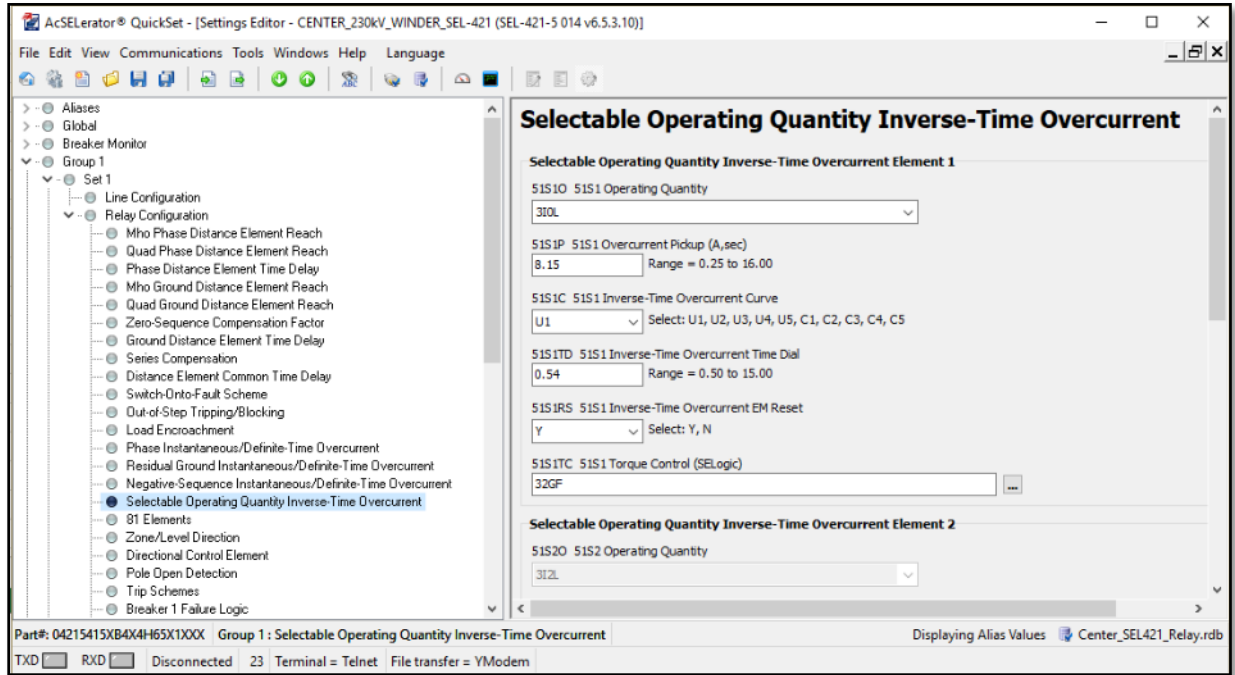 AcSELerator® QuickSet - [Settings Editor - CENTER_230kV_WINDER_SEL-421 (SEL-421-5 014 v6.5.3.10)]
File Edit View Communications Tools Windows Help Language
Aliases
Global
Breaker Monitor
Group 1
Set 1
Line Configuration
Relay Configuration
Mho Phase Distance Element Reach
Quad Phase Distance Element Reach
Phase Distance Element Time Delay
Mho Ground Distance Element Reach
Quad Ground Distance Element Reach
Zero-Sequence Compensation Factor
Ground Distance Element Time Delay
Series Compensation
Distance Element Common Time Delay
Switch-Onto-Fault Scheme
Out-of-Step Tripping/Blocking
Load Encroachment
Phase Instantaneous/Definite-Time Overcurrent
Residual Ground Instantaneous/Definite-Time Overcurrent
Negative-Sequence Instantaneous/Definite-Time Overcurrent
Selectable Operating Quantity Inverse-Time Overcurrent
81 Elements
Zone/Level Direction
Directional Control Element
Pole Open Detection
Trip Schemes
Breaker 1 Failure Logic
Selectable Operating Quantity Inverse-Time Overcurrent
Selectable Operating Quantity Inverse-Time Overcurrent Element 1
51S1O 51S1 Operating Quantity
3I0L
51S1P 51S1 Overcurrent Pickup (A,sec)
8.15 Range = 0.25 to 16.00
51S1C 51S1 Inverse-Time Overcurrent Curve
U1 Select: U1, U2, U3, U4, U5, C1, C2, C3, C4, C5
51S1TD 51S1 Inverse-Time Overcurrent Time Dial
0.54 Range = 0.50 to 15.00
51S1RS 51S1 Inverse-Time Overcurrent EM Reset
Y Select: Y, N
51S1TC 51S1 Torque Control (SELogic)
32GF ...
Selectable Operating Quantity Inverse-Time Overcurrent Element 2
51S2O 51S2 Operating Quantity
3I2L
Part#: 04215415XB4X4H65X1XXX Group 1 : Selectable Operating Quantity Inverse-Time Overcurrent Displaying Alias Values Center_SEL421_Relay.rdb
TXD RXD Disconnected 23 Terminal = Telnet File transfer = YModem